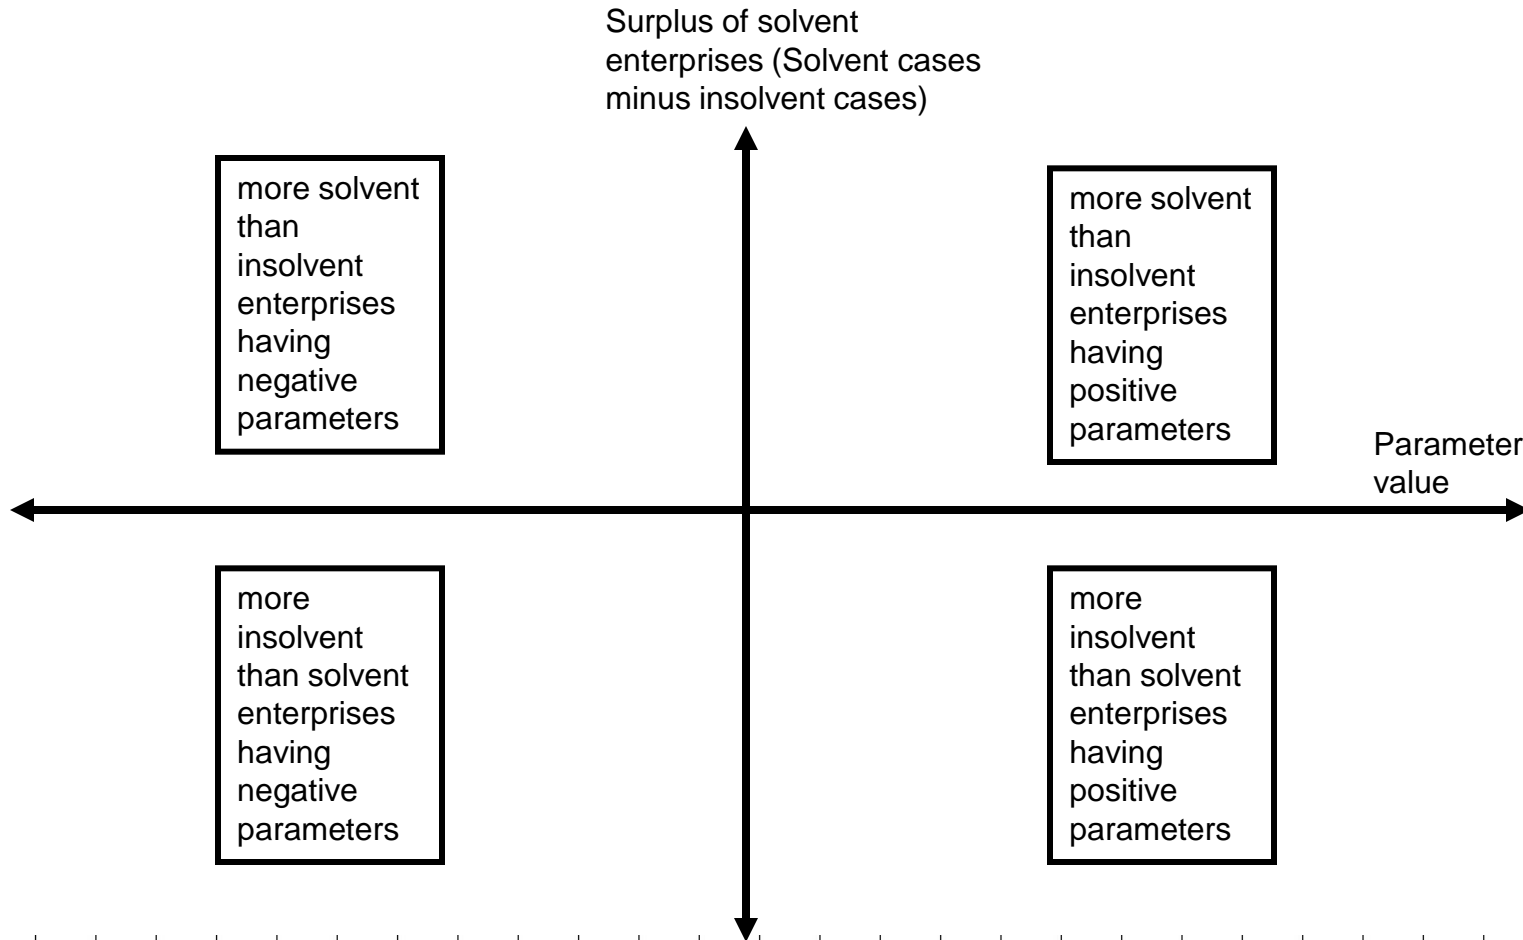 Surplus of solvent
enterprises (Solvent cases
minus insolvent cases)
more solvent
than
insolvent
enterprises
having
negative
parameters
more solvent
than
insolvent
enterprises
having
positive
parameters
Parameter
value
more
insolvent
than solvent
enterprises
having
negative
parameters
more
insolvent
than solvent
enterprises
having
positive
parameters